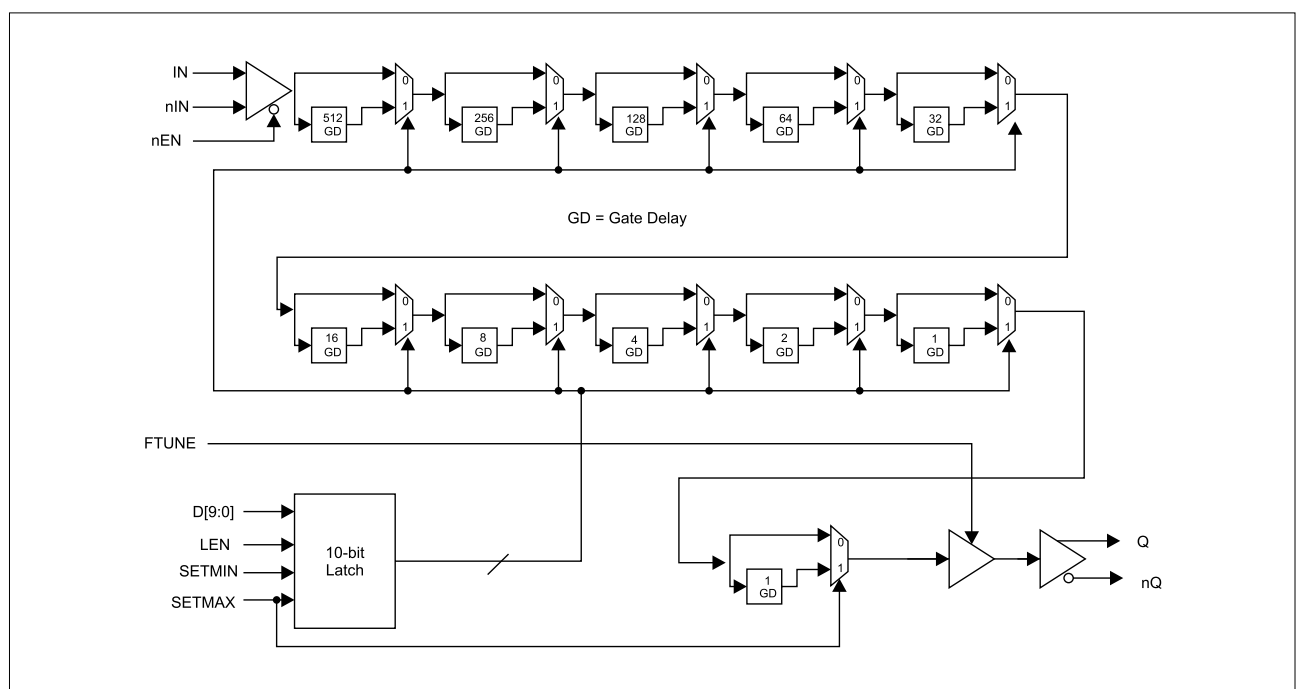 IN
nIN
nEN
0
1
512
GD
0
1
256
GD
0
1
128
GD
0
1
64
GD
0
1
32
GD
GD = Gate Delay
0
1
16
GD
0
1
8
GD
0
1
4
GD
0
1
2
GD
0
1
1
GD
FTUNE
D[9:0]
LEN
SETMIN
SETMAX
10-bit
Latch
0
1
1
GD
Q
nQ